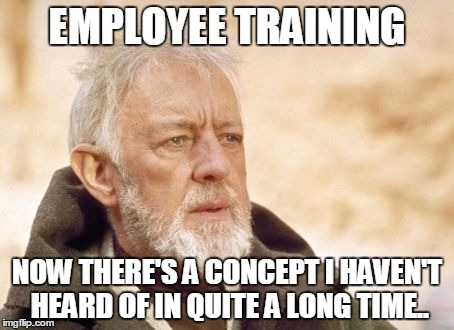 EMPLOYEE TRAINING
NOW THERE'S A CONCEPT I HAVEN'T
HEARD OF IN QUITE A LONG TIME..
imgflip.com